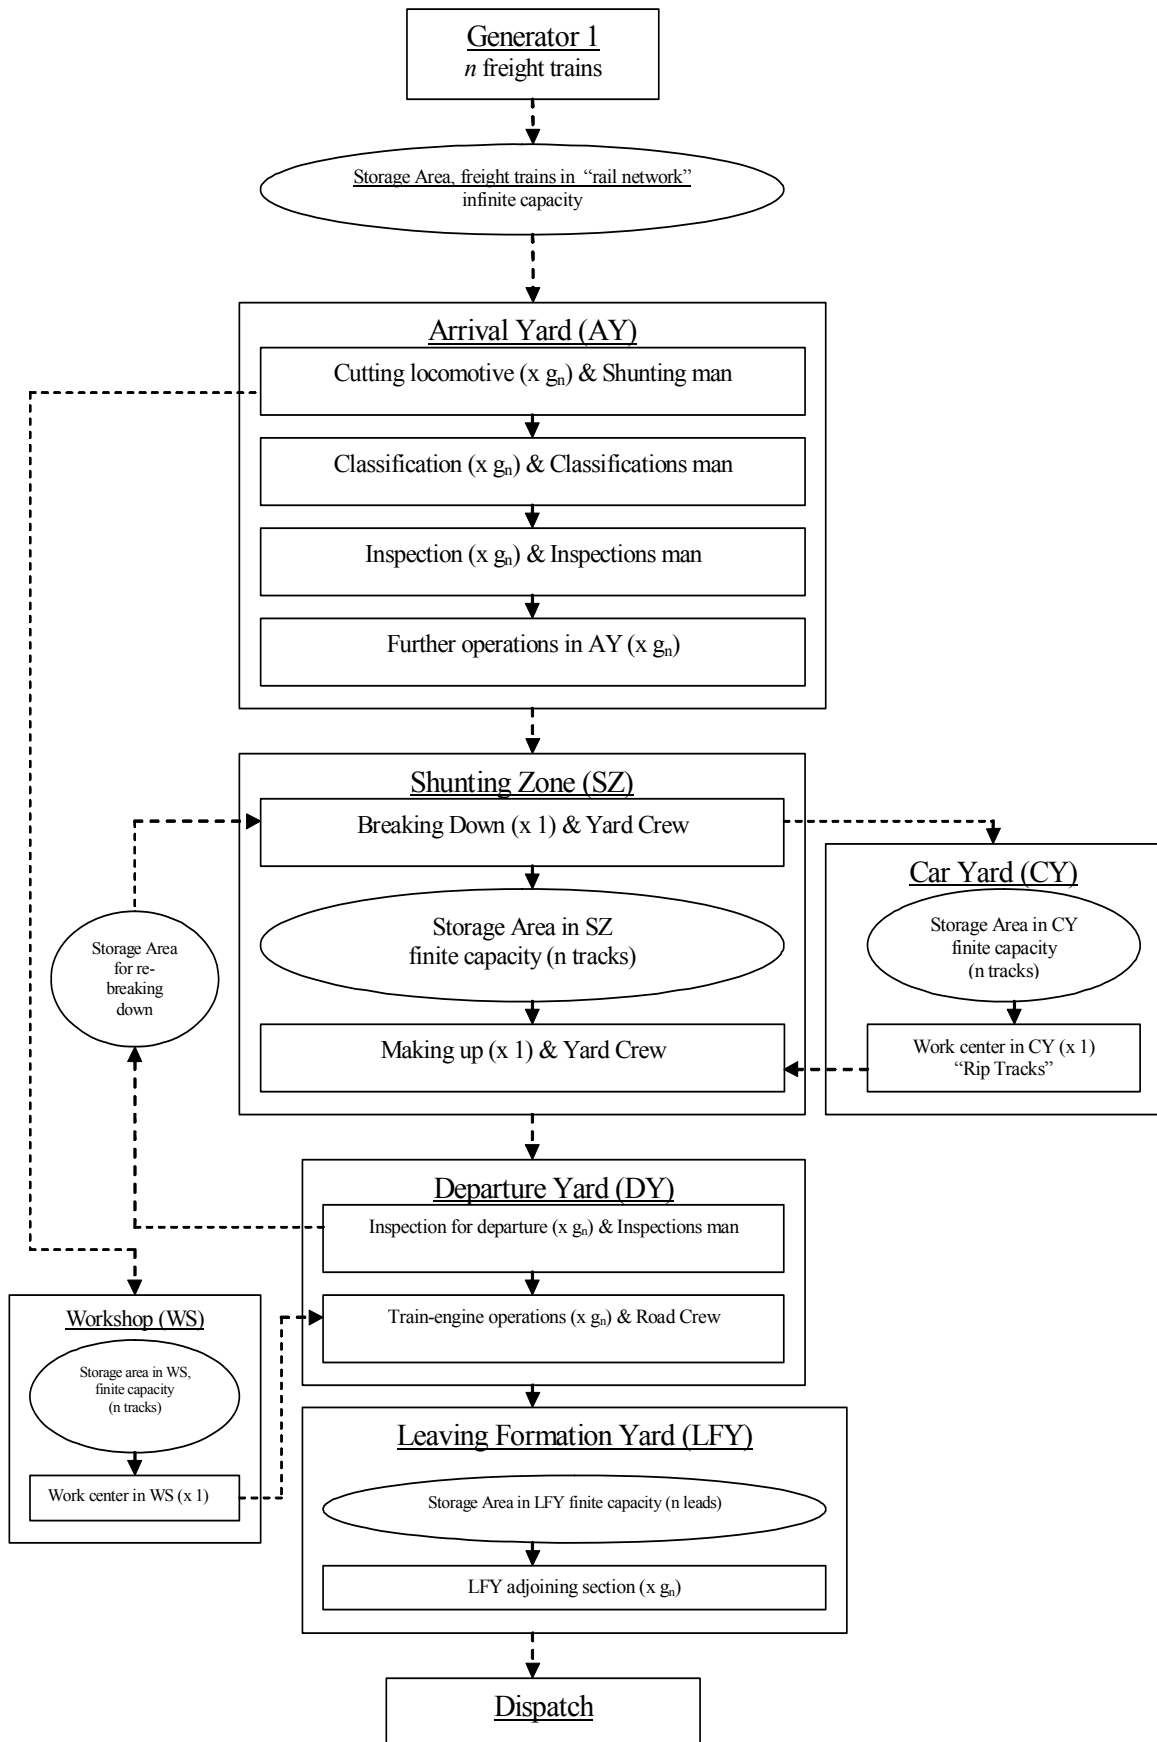 Generator 1
n freight trains
Storage Area, freight trains in “rail network”
infinite capacity
Arrival Yard (AY)
Cutting locomotive (x gn) & Shunting man
Classification (x gn) & Classifications man
Inspection (x gn) & Inspections man
Further operations in AY (x gn)
Shunting Zone (SZ)
Breaking Down (x 1) & Yard Crew
Storage Area in SZ
finite capacity (n tracks)
Making up (x 1) & Yard Crew
Car Yard (CY)
Storage Area in CY
finite capacity
(n tracks)
Work center in CY (x 1)
“Rip Tracks”
Storage Area
for re-
breaking
down
Departure Yard (DY)
Inspection for departure (x gn) & Inspections man
Train-engine operations (x gn) & Road Crew
Workshop (WS)
Storage area in WS,
finite capacity
(n tracks)
Work center in WS (x 1)
Leaving Formation Yard (LFY)
Storage Area in LFY finite capacity (n leads)
LFY adjoining section (x gn)
Dispatch